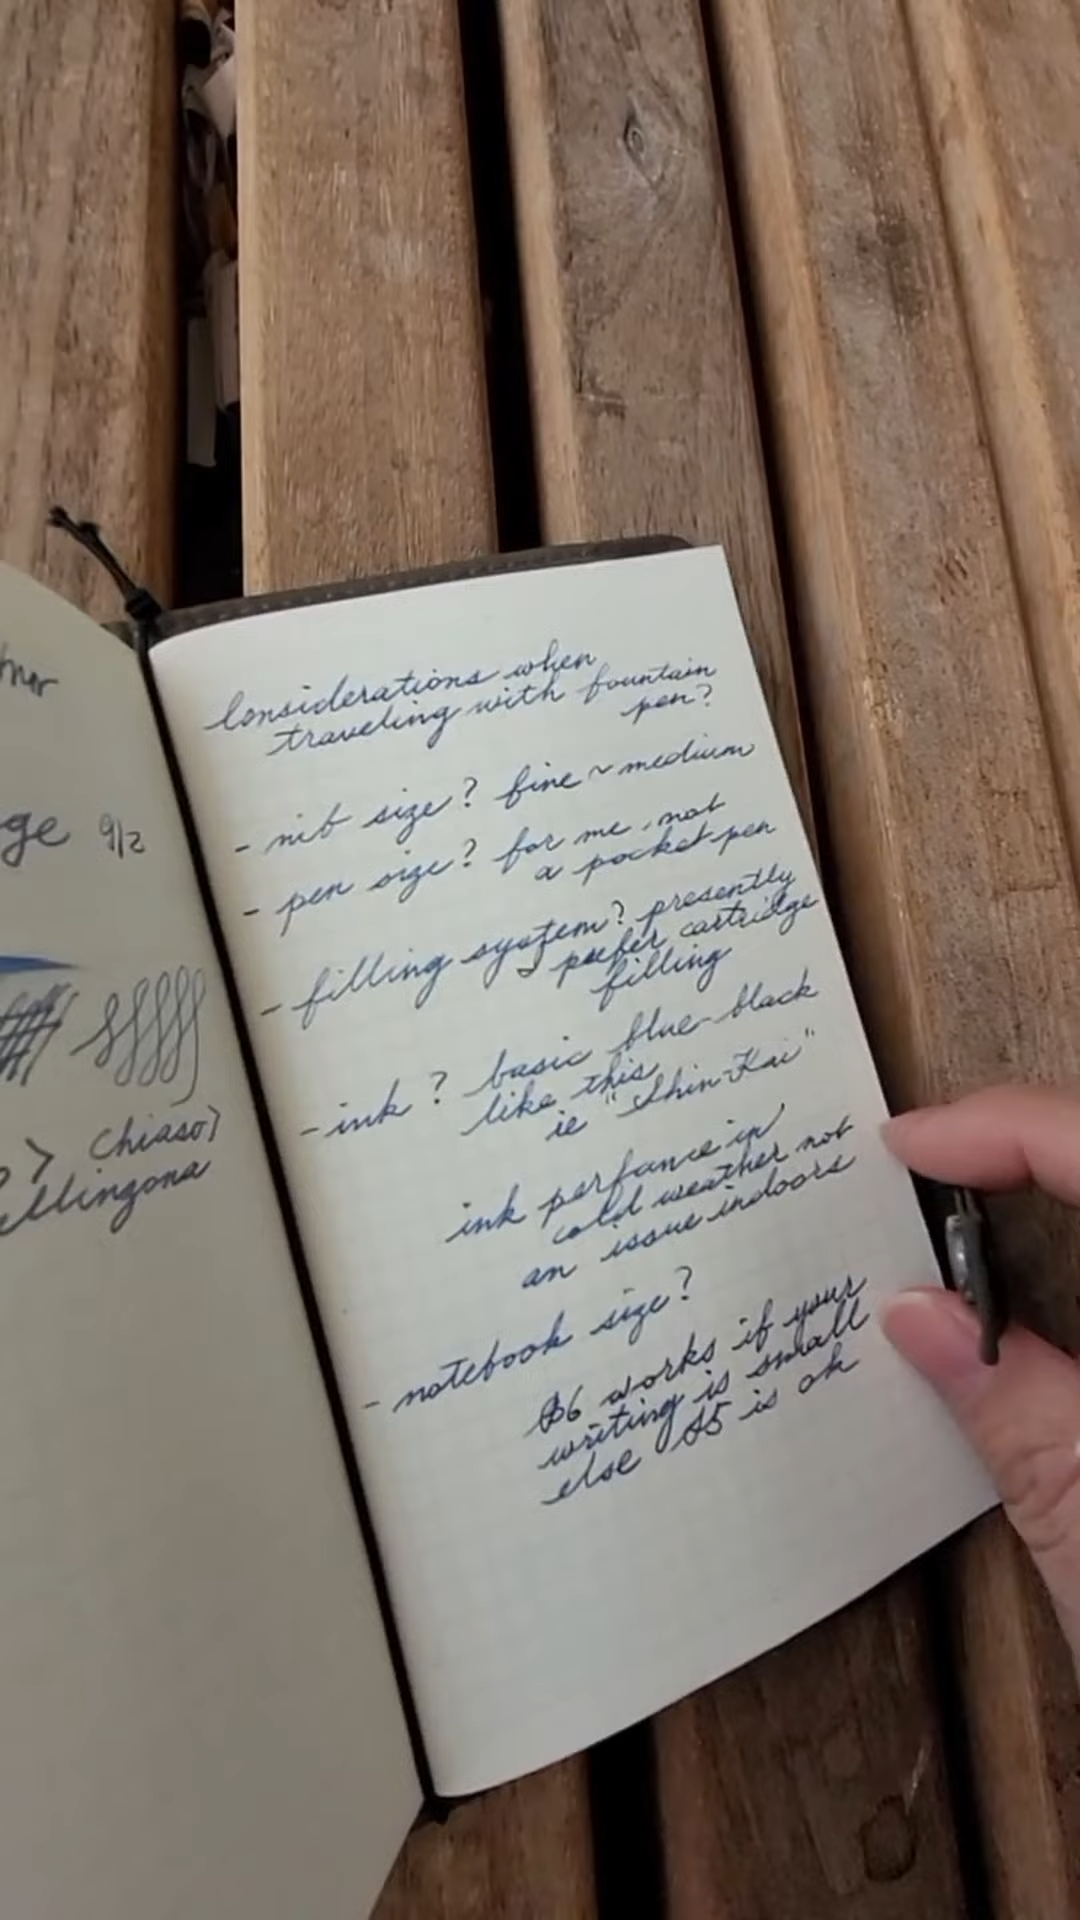 ge 9/2
> Chiaso)
ellingona
Considerations when
traveling with fountain
pen?
- nib size? fine ~ medium
- pen size? for me, not
a pocket pen
- filling system? presently
prefer cartridge
filling
- ink? basic blue-black
like this
ie "Shin-Kai"
ink perfance in
cold weather not
an issue indoors
- notebook size?
B6 works if your
writing is small
else A5 is ok